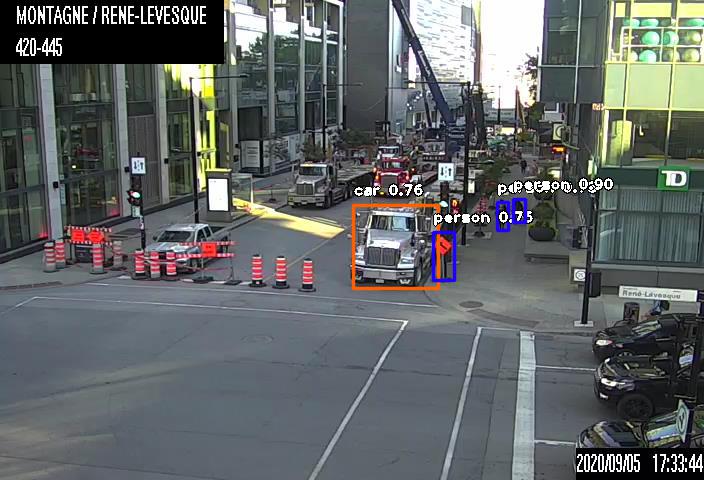 MONTAGNE / RENE-LEVESQUE
420-445
car 0.76
person 0.90
person 0.75
TD
René-Lévesque
2020/09/05 17:33:44